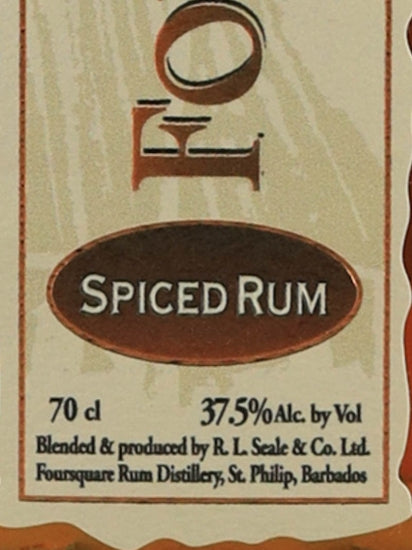 Fo
SPICED RUM
70 cl 37.5% Alc. by Vol
Blended & produced by R. L. Seale & Co. Ltd.
Foursquare Rum Distillery, St. Philip, Barbados